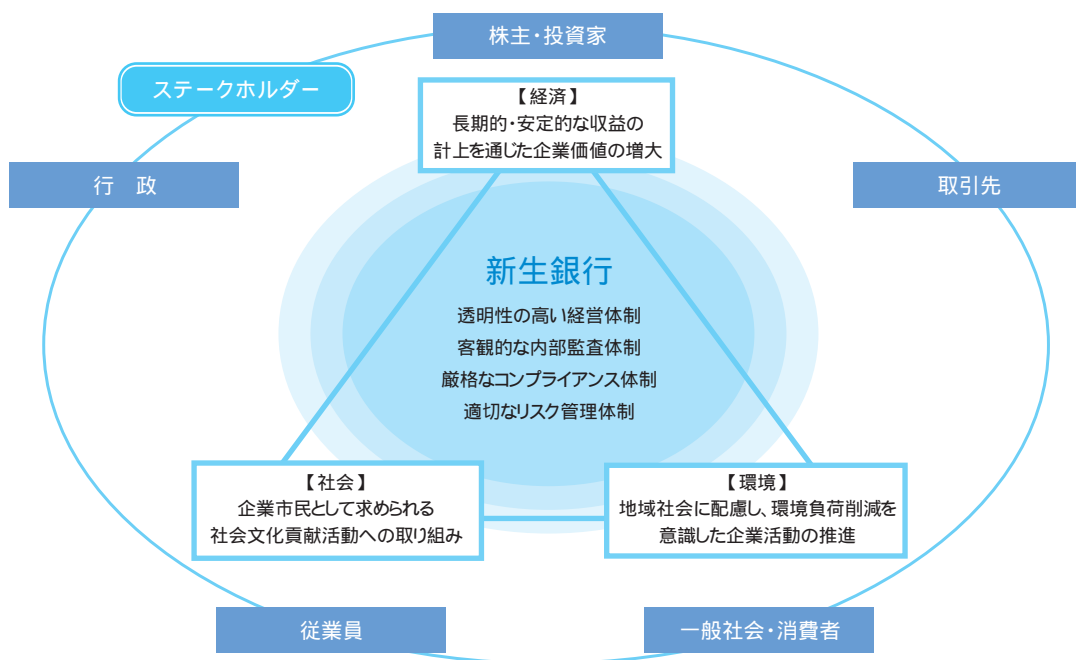 株主・投資家
ステークホルダー
【経済】
長期的・安定的な収益の
計上を通じた企業価値の増大
行　政
取引先
新生銀行
透明性の高い経営体制
客観的な内部監査体制
厳格なコンプライアンス体制
適切なリスク管理体制
【社会】
企業市民として求められる
社会文化貢献活動への取り組み
【環境】
地域社会に配慮し、環境負荷削減を
意識した企業活動の推進
従業員
一般社会・消費者